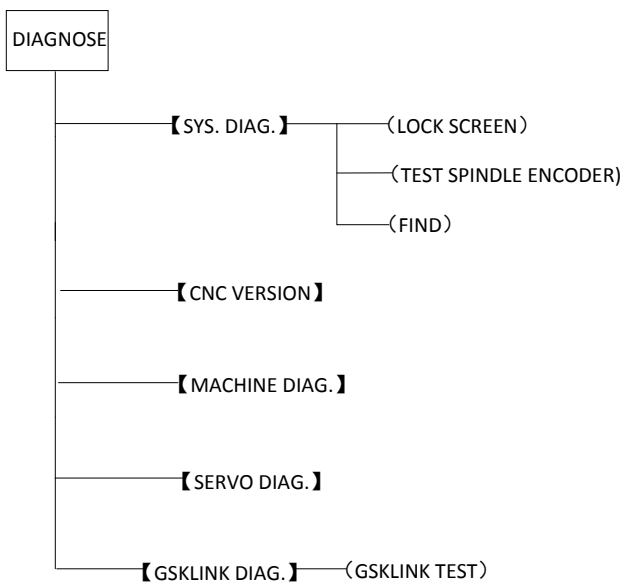 DIAGNOSE
【SYS. DIAG.】
（LOCK SCREEN）
（TEST SPINDLE ENCODER)
（FIND）
【CNC VERSION】
【MACHINE DIAG.】
【SERVO DIAG.】
【GSKLINK DIAG.】
（GSKLINK TEST）